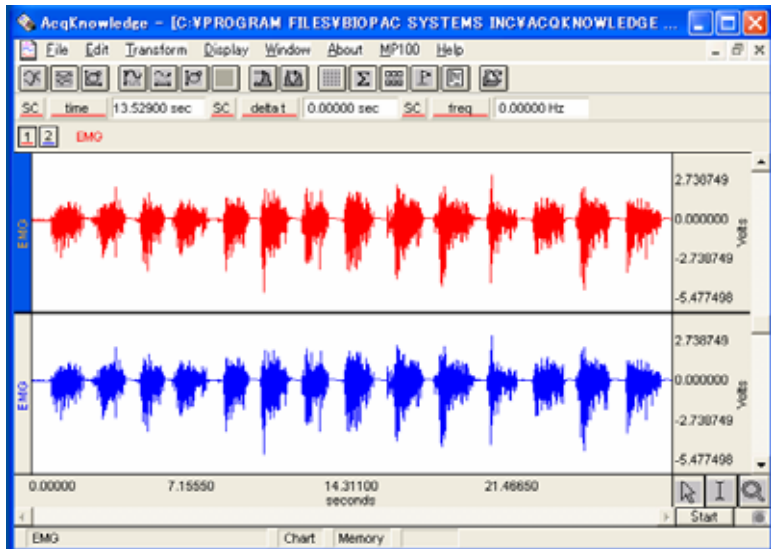 AcqKnowledge - [C:¥PROGRAM FILES¥BIOPAC SYSTEMS INC¥ACQKNOWLEDGE ...
File Edit Transform Display Window About MP100 Help
SC time 13.52900 sec SC delta t 0.00000 sec SC freq 0.00000 Hz
1 2 EMG
EMG
2.738749
0.000000
-2.738749
-5.477498
Volts
EMG
2.738749
0.000000
-2.738749
-5.477498
Volts
0.00000 7.15550 14.31100 21.46650
seconds
Start
EMG Chart Memory